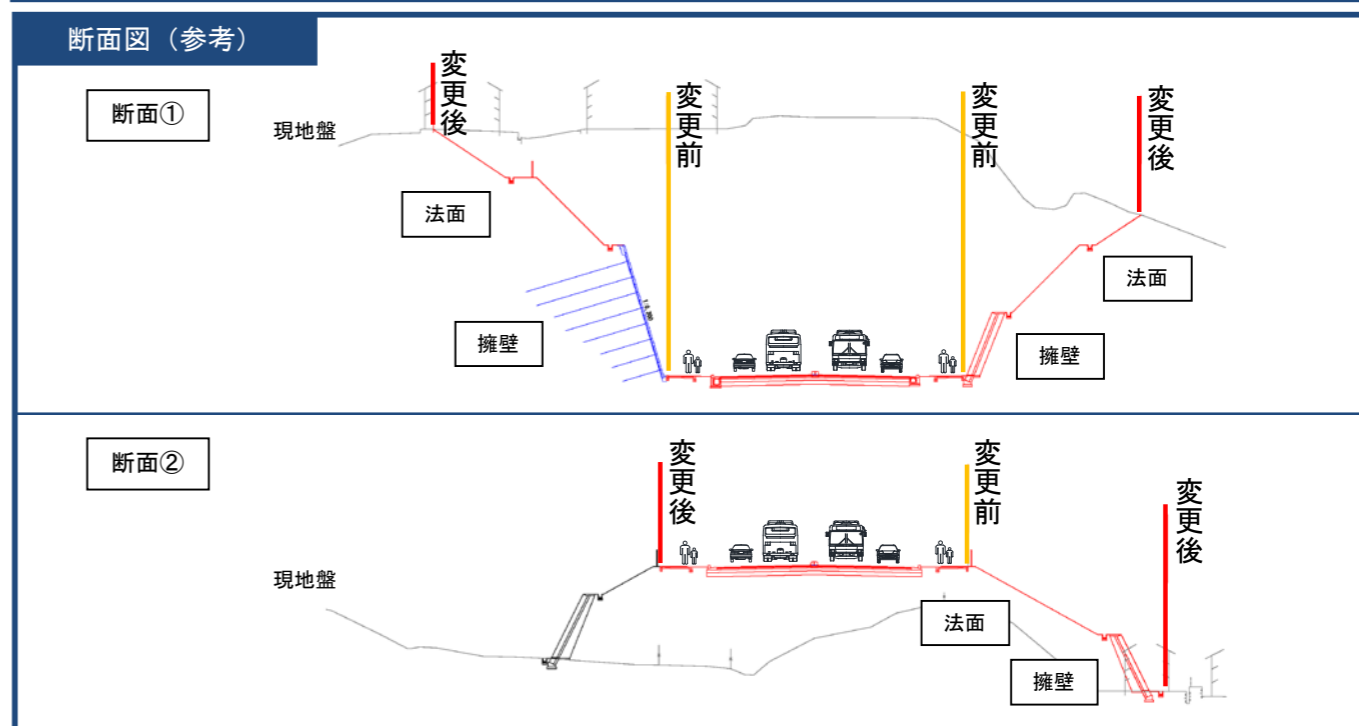 断面図（参考）
断面①
現地盤
変更後
変更前
変更前
変更後
法面
擁壁
法面
擁壁
断面②
現地盤
変更後
変更前
変更後
法面
擁壁